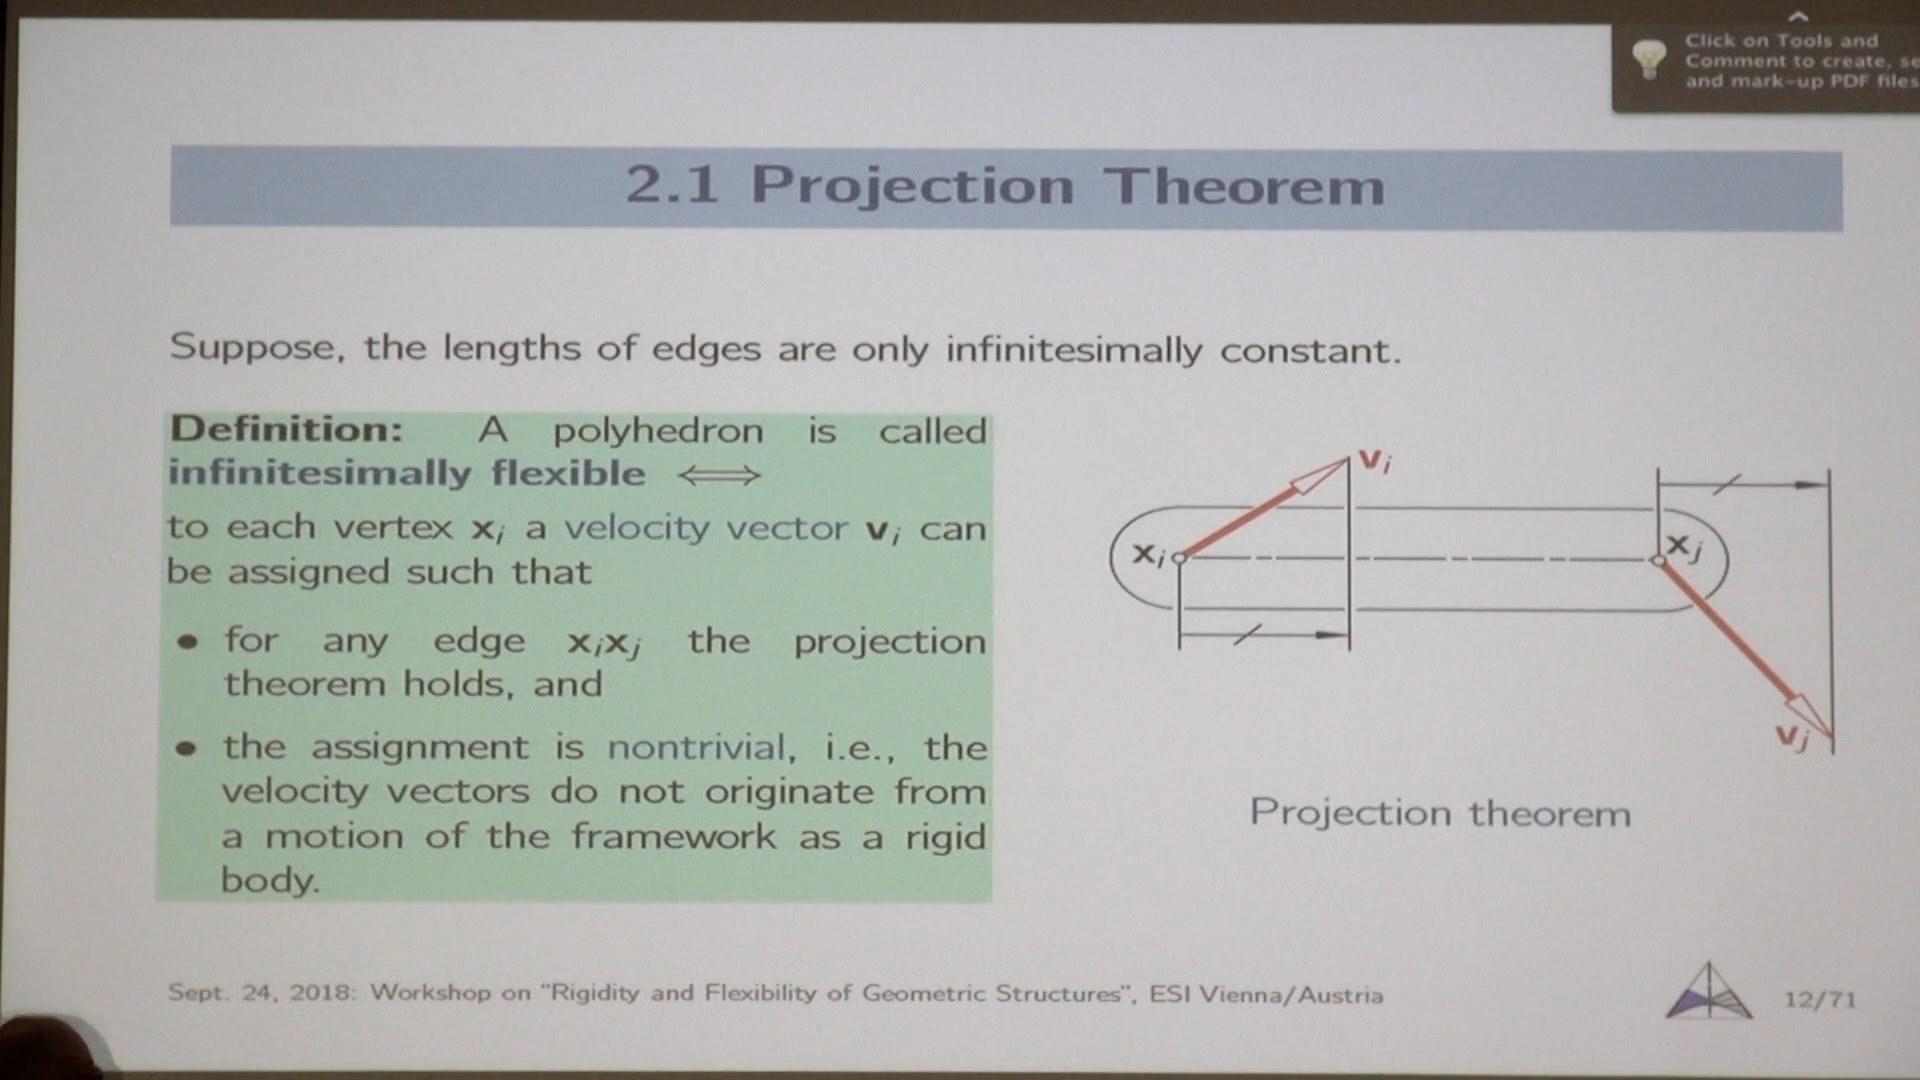 Click on Tools and
Comment to create, se
and mark-up PDF files
2.1 Projection Theorem
Suppose, the lengths of edges are only infinitesimally constant.
Definition: A polyhedron is called
infinitesimally flexible ⟺
to each vertex xᵢ a velocity vector vᵢ can
be assigned such that
• for any edge xᵢxⱼ the projection
theorem holds, and
• the assignment is nontrivial, i.e., the
velocity vectors do not originate from
a motion of the framework as a rigid
body.
vᵢ
xᵢ
xⱼ
vⱼ
Projection theorem
Sept. 24, 2018: Workshop on "Rigidity and Flexibility of Geometric Structures", ESI Vienna/Austria
12/71